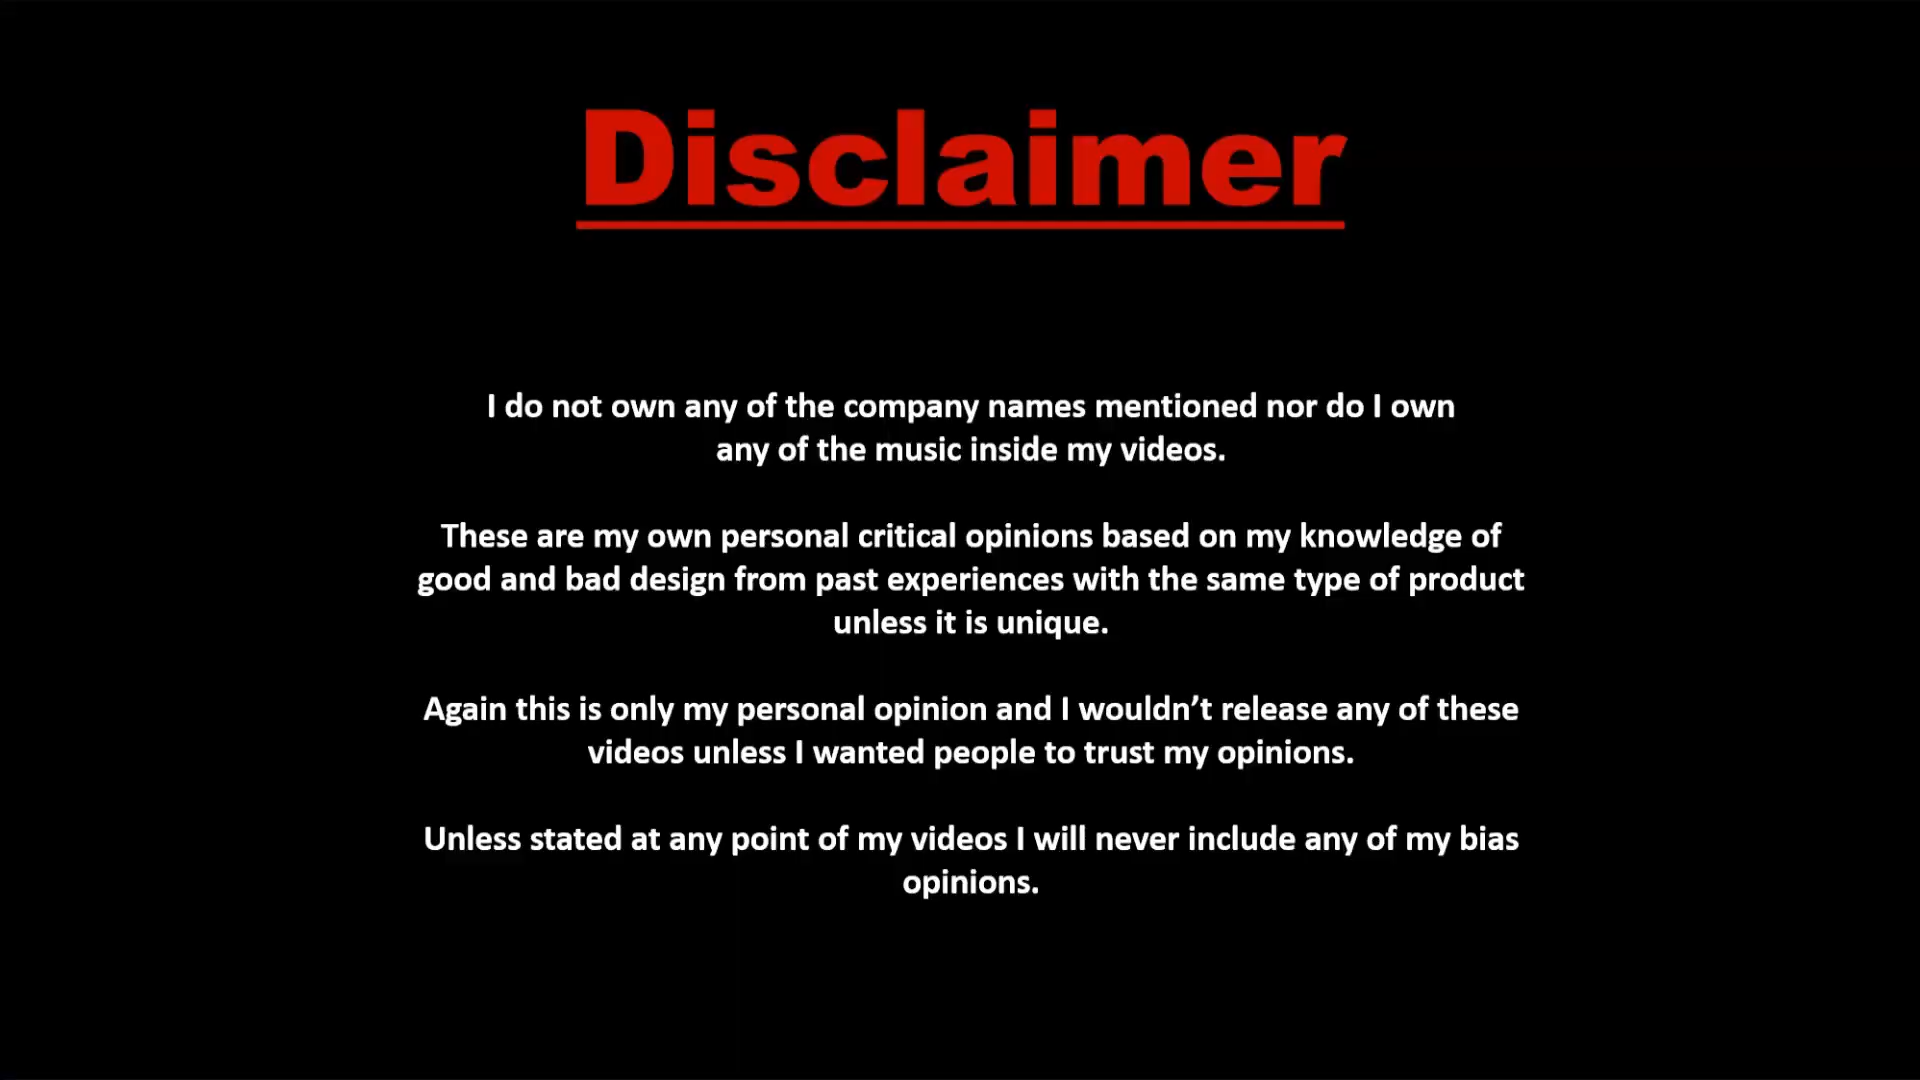 Disclaimer
I do not own any of the company names mentioned nor do I own
any of the music inside my videos.
These are my own personal critical opinions based on my knowledge of
good and bad design from past experiences with the same type of product
unless it is unique.
Again this is only my personal opinion and I wouldn’t release any of these
videos unless I wanted people to trust my opinions.
Unless stated at any point of my videos I will never include any of my bias
opinions.